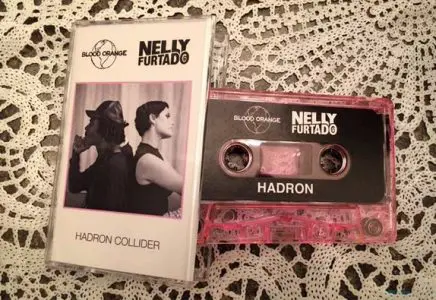 BLOOD ORANGE
NELLY
FURTADO
HADRON COLLIDER
BLOOD ORANGE
NELLY
FURTADO
HADRON